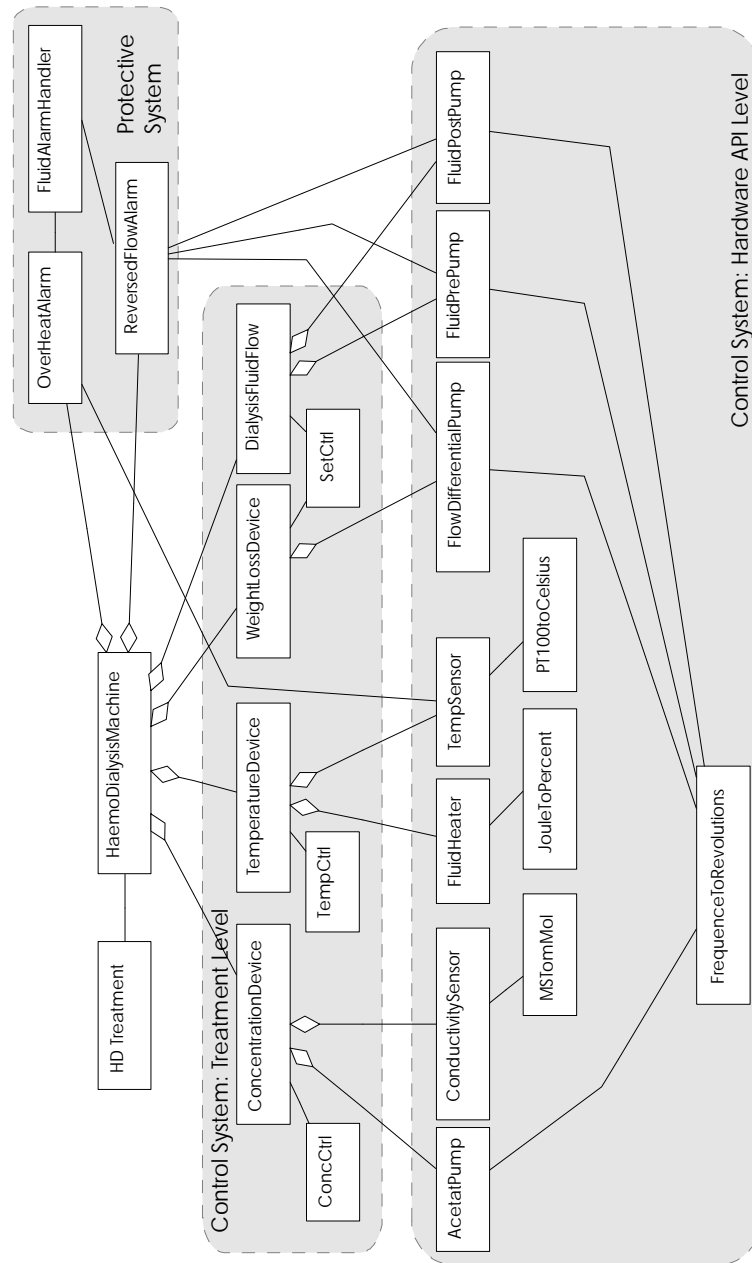 FluidAlarmHandler
OverHeatAlarm
Protective
System
ReversedFlowAlarm
HaemoDialysisMachine
HD Treatment
Control System: Treatment Level
DialysisFluidFlow
WeightLossDevice
TemperatureDevice
ConcentrationDevice
SetCtrl
TempCtrl
ConcCtrl
FluidPostPump
FluidPrePump
FlowDifferentialPump
TempSensor
FluidHeater
ConductivitySensor
AcetatPump
PT100toCelsius
JouleToPercent
MSTomMol
FrequenceToRevolutions
Control System: Hardware API Level